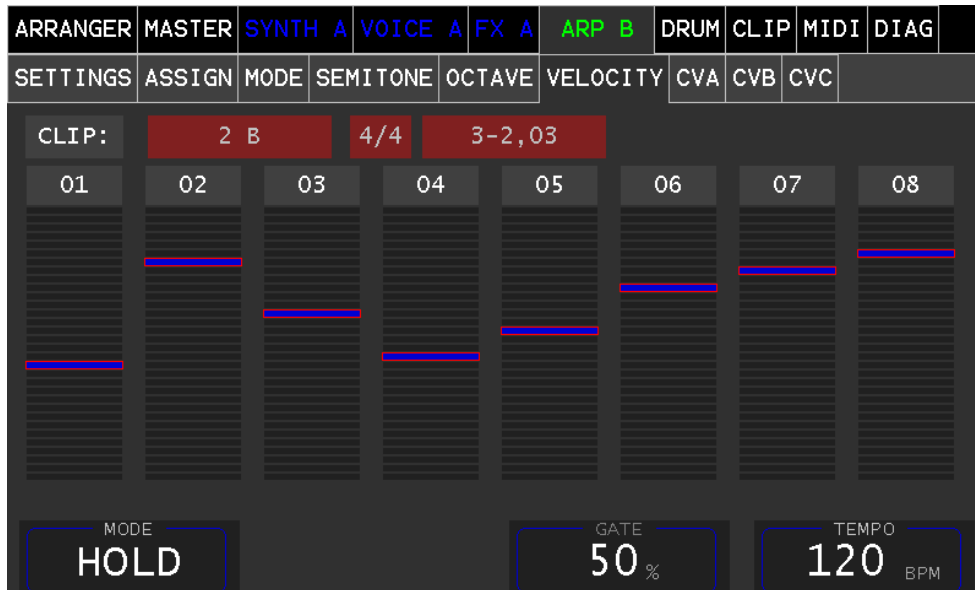 ARRANGER MASTER SYNTH A VOICE A FX A ARP B DRUM CLIP MIDI DIAG
SETTINGS ASSIGN MODE SEMITONE OCTAVE VELOCITY CVA CVB CVC
CLIP: 2 B 4/4 3-2,03
01 02 03 04 05 06 07 08
MODE GATE TEMPO
HOLD 50 % 120 BPM